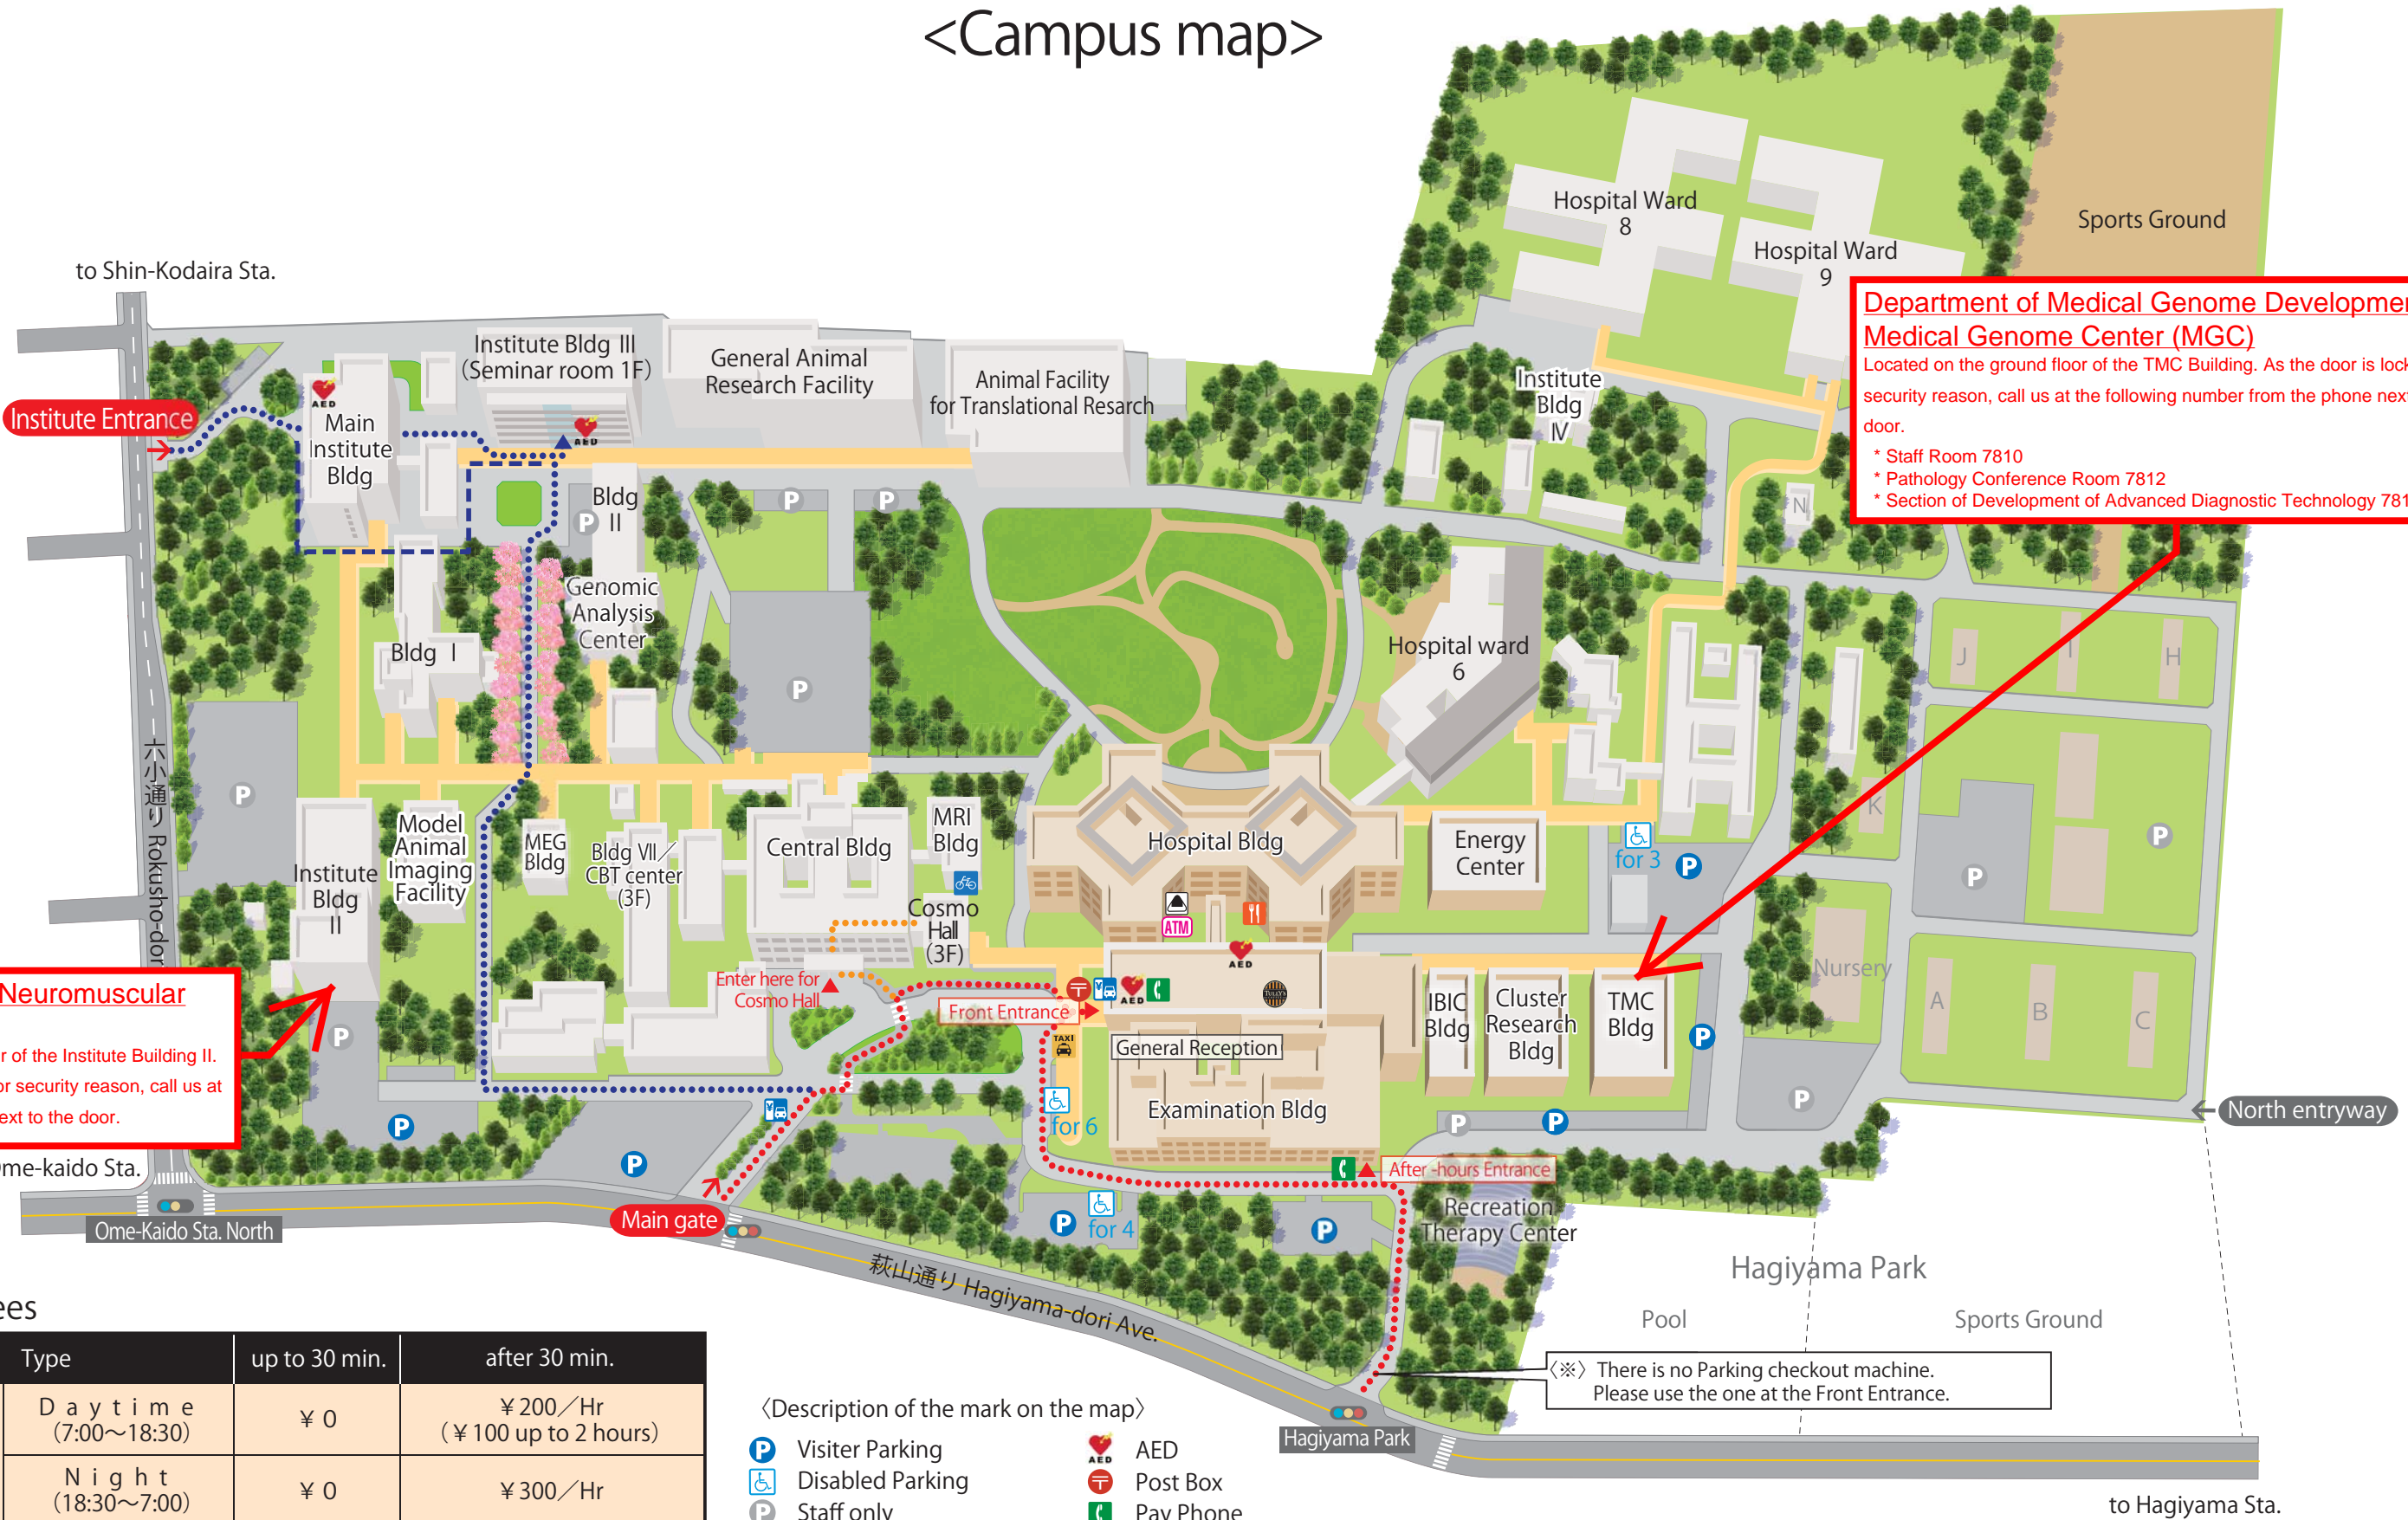 <Campus map>
to Shin-Kodaira Sta.
Institute Entrance
AED
Main
Institute
Bldg
Institute Bldg III
(Seminar room 1F)
AED
General Animal
Research Facility
Animal Facility
for Translational Resarch
Hospital Ward
8
Hospital Ward
9
Sports Ground
Institute
Bldg
IV
N
Medical Genome Center (MGC)
Department of Medical Genome
Located on the ground floor of the TMC Building. As the door is
security reason, call us at the following number from the phone
door.
* Staff Room 7810
* Pathology Conference Room 7812
* Section of Development of Advanced Diagnostic Technology
P
Bldg
II
P
P
Genomic
Analysis
Center
Bldg I
P
Hospital ward
6
J
I
H
六小通り Rokusho-dor
P
Institute
Bldg
II
Model
Animal
Imaging
Facility
MEG
Bldg
Bldg VII／
CBT center
(3F)
Central Bldg
MRI
Bldg
Cosmo
Hall
(3F)
Hospital Bldg
ATM
AED
Energy
Center
for 3
P
K
P
P
Nursery
A
B
C
Neuromuscular
of the Institute Building II.
security reason, call us at
to the door.
P
P
Enter here for
Cosmo Hall
Front Entrance
AED
TULLY'S
General Reception
TAXI
Examination Bldg
for 6
IBIC
Bldg
Cluster
Research
Bldg
TMC
Bldg
P
P
P
P
North entryway
After -hours Entrance
Recreation
Therapy Center
Sta.
Ome-Kaido Sta. North
P
Main gate
P
for 4
P
萩山通り Hagiyama-dori Ave.
Hagiyama Park
Pool
Sports Ground
〈※〉 There is no Parking checkout machine.
Please use the one at the Front Entrance.
Hagiyama Park
to Hagiyama Sta.
Type
up to 30 min.
after 30 min.
Daytime
(7:00～18:30)
￥0
￥200／Hr
(￥100 up to 2 hours)
Night
(18:30～7:00)
￥0
￥300／Hr
〈Description of the mark on the map〉
P Visiter Parking
Disabled Parking
P Staff only
AED AED
Post Box
Pay Phone